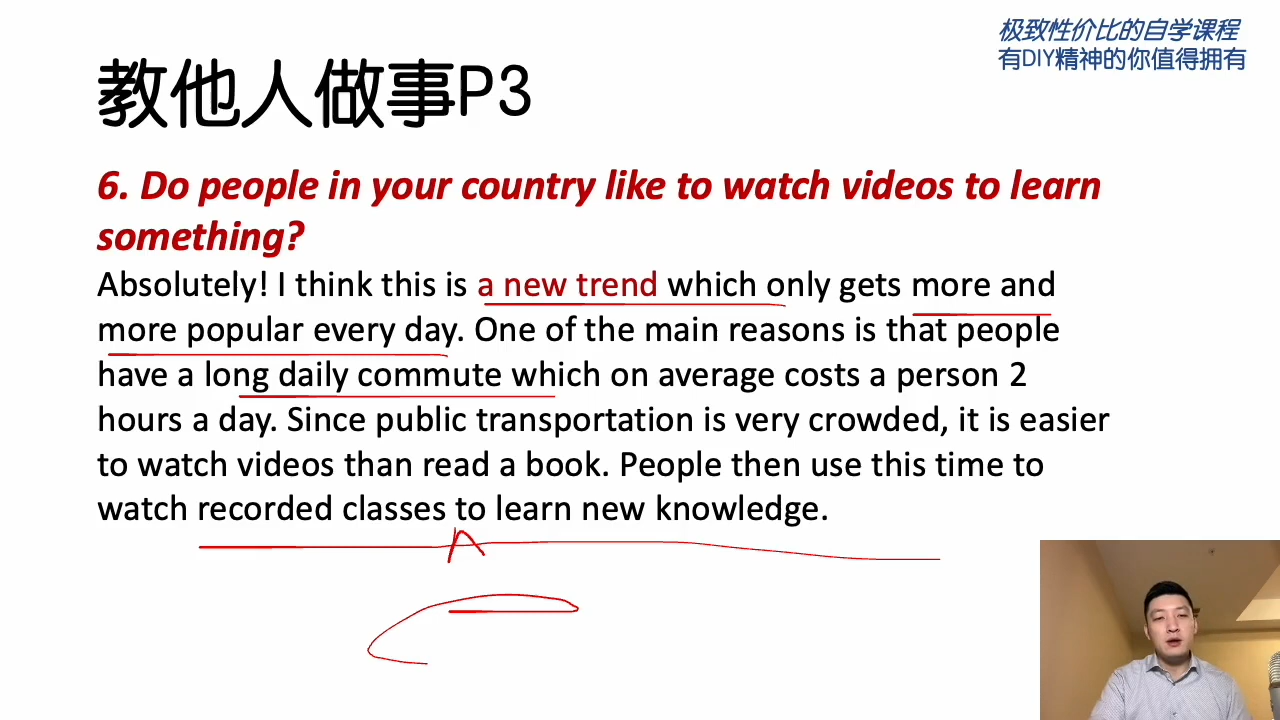 极致性价比的自学课程
有DIY精神的你值得拥有
教他人做事P3
6. Do people in your country like to watch videos to learn
something?
Absolutely! I think this is a new trend which only gets more and
more popular every day. One of the main reasons is that people
have a long daily commute which on average costs a person 2
hours a day. Since public transportation is very crowded, it is easier
to watch videos than read a book. People then use this time to
watch recorded classes to learn new knowledge.